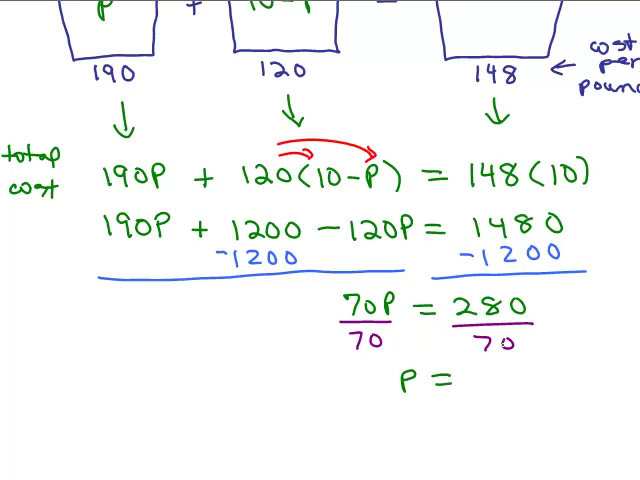 P + 10-P =
190 120 148 cost per pound
total cost 190P + 120(10-P) = 148(10)
190P + 1200 - 120P = 1480
-1200 -1200
70P = 280
70 70
P =